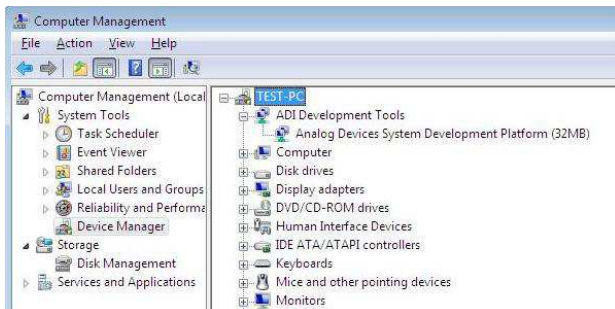 Computer Management
File Action View Help
Computer Management (Local
System Tools
Task Scheduler
Event Viewer
Shared Folders
Local Users and Groups
Reliability and Performa
Device Manager
Storage
Disk Management
Services and Applications
TEST-PC
ADI Development Tools
Analog Devices System Development Platform (32MB)
Computer
Disk drives
Display adapters
DVD/CD-ROM drives
Human Interface Devices
IDE ATA/ATAPI controllers
Keyboards
Mice and other pointing devices
Monitors